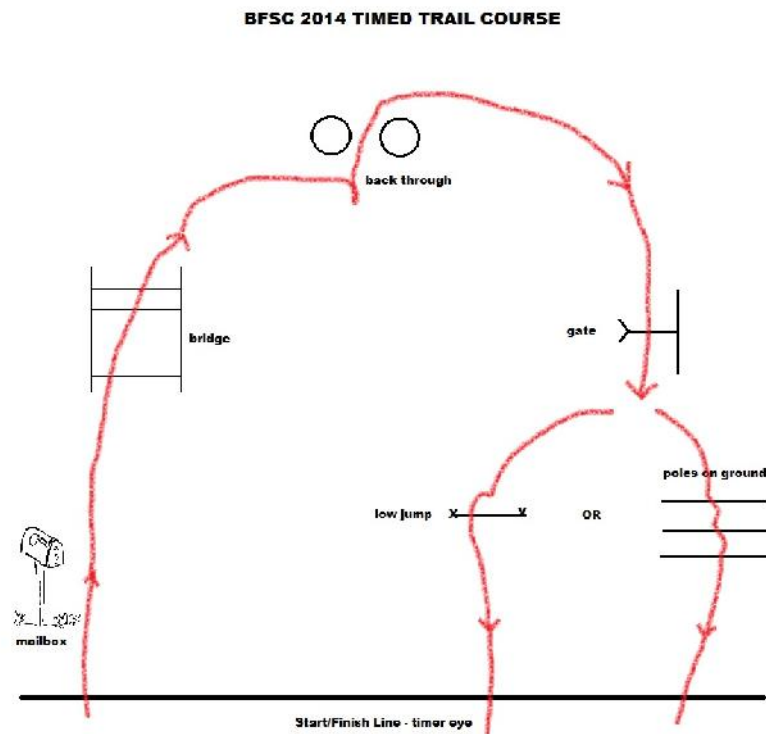 BFSC 2014 TIMED TRAIL COURSE
back through
bridge
gate
poles on ground
low jump
OR
mailbox
Start/Finish Line - timer eye